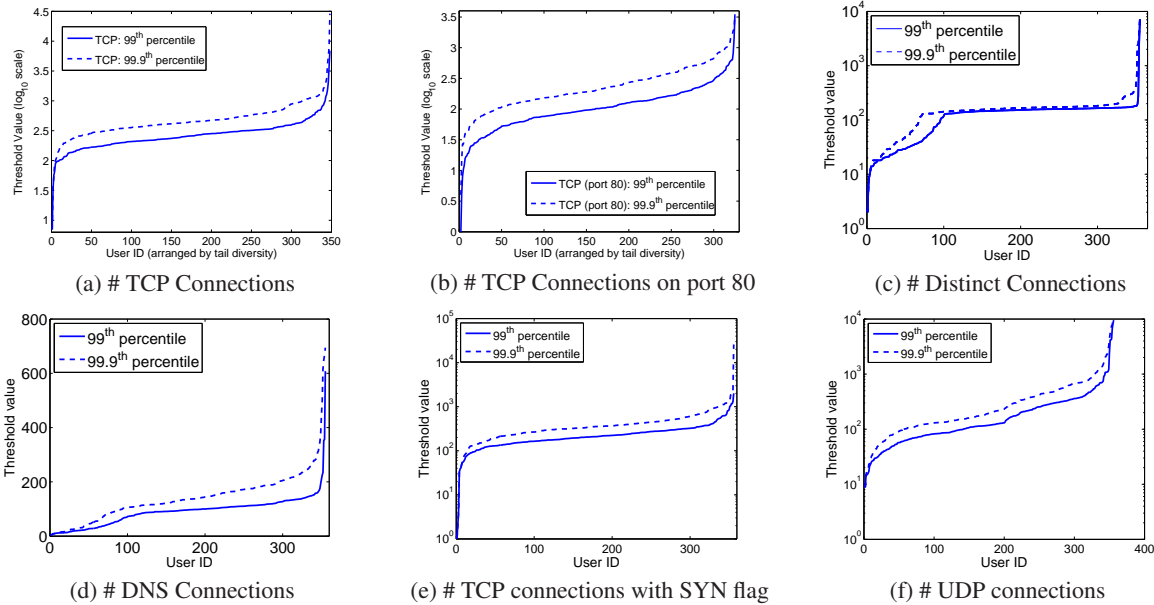 4.5
4
3.5
3
2.5
2
1.5
1
Threshold Value (log10 scale)
TCP: 99th percentile
TCP: 99.9th percentile
0 50 100 150 200 250 300 350
User ID (arranged by tail diversity)
(a) # TCP Connections
3.5
3.0
2.5
2.0
1.5
1.0
0.5
0
Threshold Value (log10 scale)
TCP (port 80): 99th percentile
TCP (port 80): 99.9th percentile
0 50 100 150 200 250 300
User ID (arranged by tail diversity)
(b) # TCP Connections on port 80
10^4
10^3
10^2
10^1
10^0
Threshold value
99th percentile
99.9th percentile
0 100 200 300
User ID
(c) # Distinct Connections
800
600
400
200
0
Threshold value
99th percentile
99.9th percentile
0 100 200 300
User ID
(d) # DNS Connections
10^5
10^4
10^3
10^2
10^1
10^0
Threshold value
99th percentile
99.9th percentile
0 100 200 300
User ID
(e) # TCP connections with SYN flag
10^4
10^3
10^2
10^1
10^0
Threshold value
99th percentile
99.9th percentile
0 100 200 300 400
User ID
(f) # UDP connections